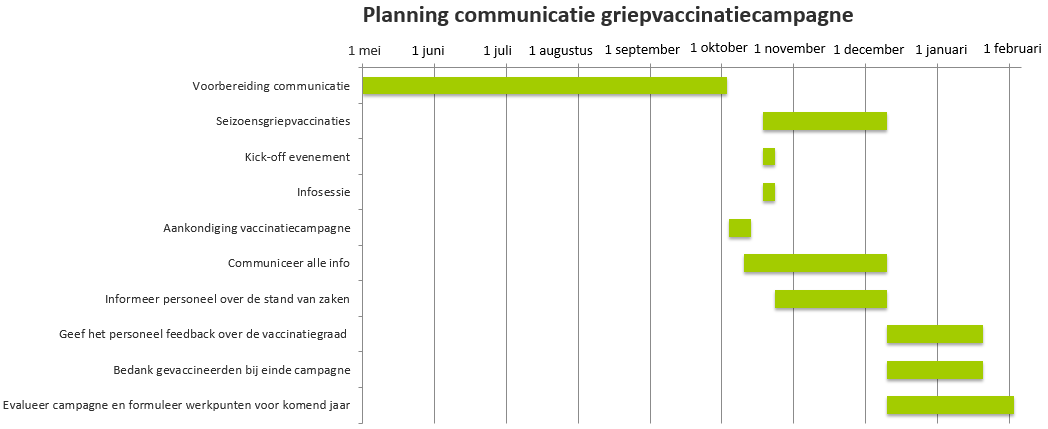 Planning communicatie griepvaccinatiecampagne
1 mei 1 juni 1 juli 1 augustus 1 september 1 oktober 1 november 1 december 1 januari 1 februari
Voorbereiding communicatie
Seizoensgriepvaccinaties
Kick-off evenement
Infosessie
Aankondiging vaccinatiecampagne
Communiceer alle info
Informeer personeel over de stand van zaken
Geef het personeel feedback over de vaccinatiegraad
Bedank gevaccineerden bij einde campagne
Evalueer campagne en formuleer werkpunten voor komend jaar